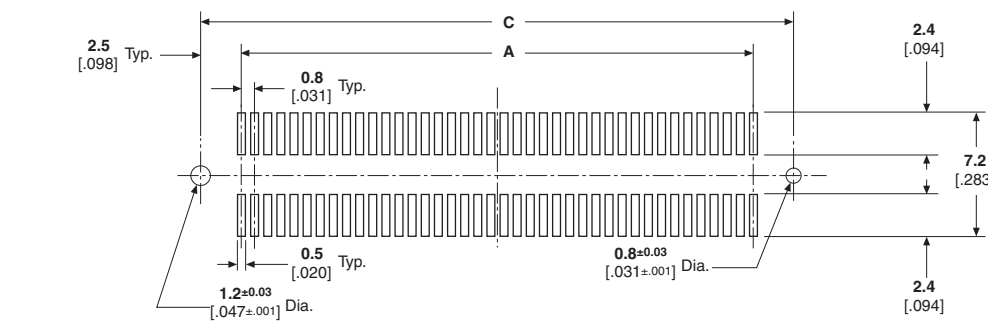 C
2.5 Typ.
[.098]
2.4
[.094]
A
0.8 Typ.
[.031]
7.2
[.283
0.5 Typ.
[.020]
0.8±0.03
[.031±.001] Dia.
1.2±0.03
[.047±.001] Dia.
2.4
[.094]